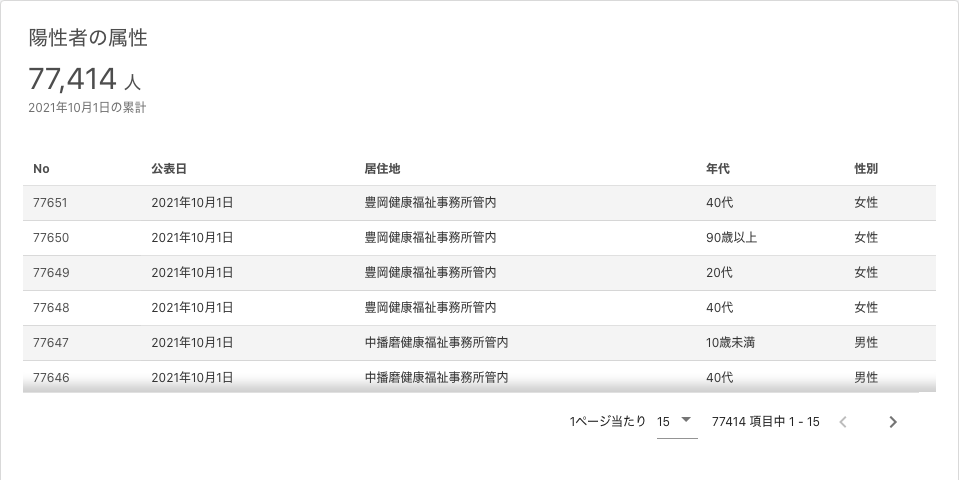 陽性者の属性
77,414 人
2021年10月1日の累計
No 公表日 居住地 年代 性別
77651 2021年10月1日 豊岡健康福祉事務所管内 40代 女性
77650 2021年10月1日 豊岡健康福祉事務所管内 90歳以上 女性
77649 2021年10月1日 豊岡健康福祉事務所管内 20代 女性
77648 2021年10月1日 豊岡健康福祉事務所管内 40代 女性
77647 2021年10月1日 中播磨健康福祉事務所管内 10歳未満 男性
77646 2021年10月1日 中播磨健康福祉事務所管内 40代 男性
1ページ当たり 15 77414 項目中 1 - 15